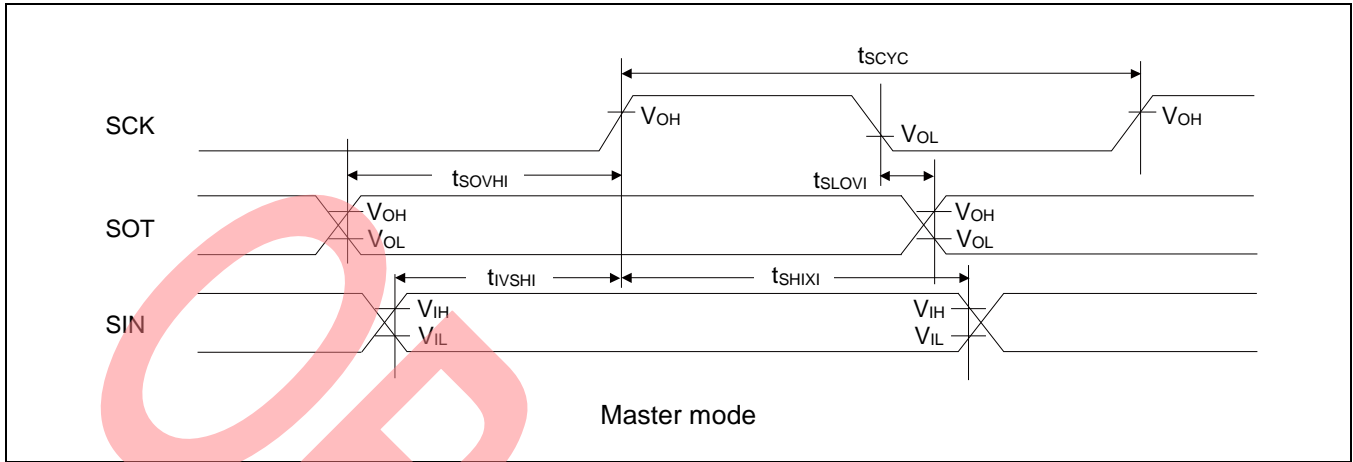 tSCYC
SCK
VOH
VOL
VOH
tSOVHI
tSLOVI
SOT
VOH
VOL
VOH
VOL
tIVSHI
tSHIXI
SIN
VIH
VIL
VIH
VIL
Master mode